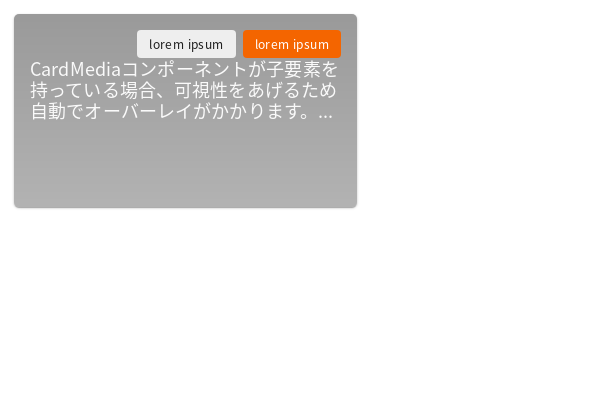 lorem ipsum lorem ipsum
CardMediaコンポーネントが子要素を
持っている場合、可視性をあげるため
自動でオーバーレイがかかります。...